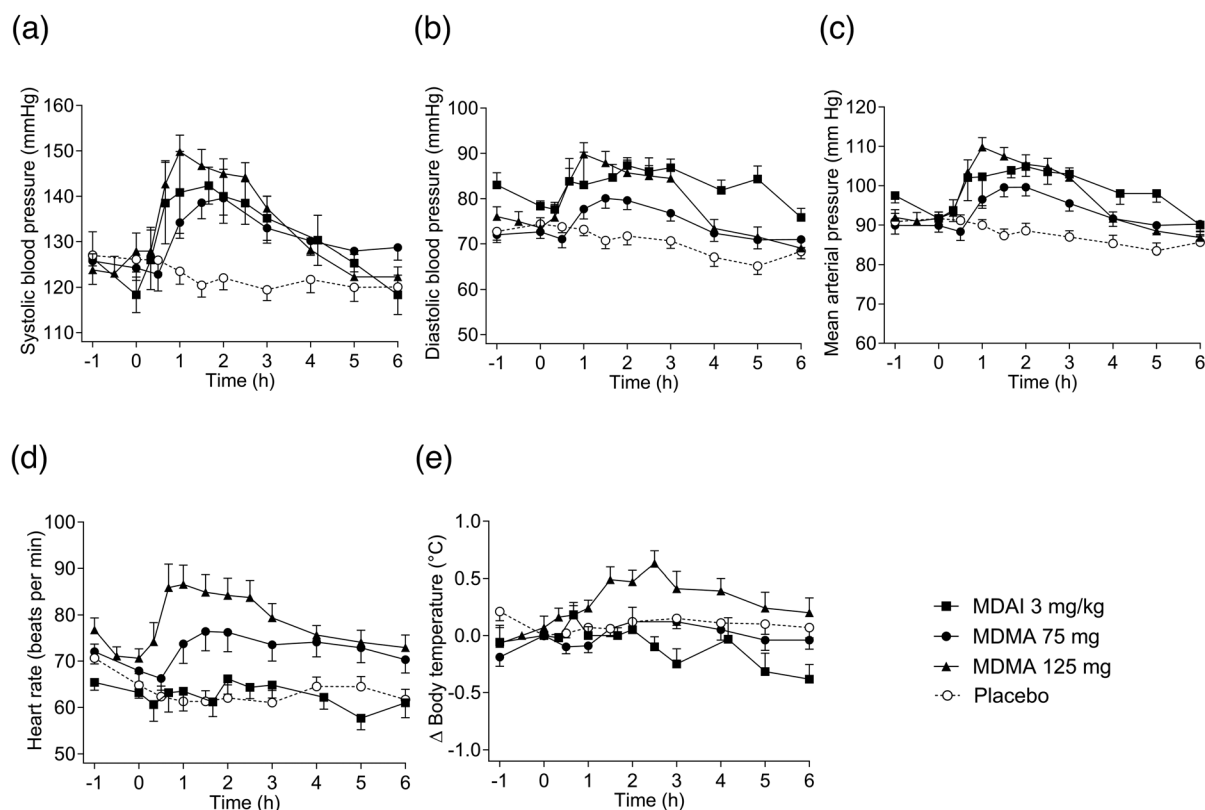 (a)
Systolic blood pressure (mmHg)
160
150
140
130
120
110
-1 0 1 2 3 4 5 6
Time (h)
(b)
Diastolic blood pressure (mmHg)
100
90
80
70
60
50
-1 0 1 2 3 4 5 6
Time (h)
(c)
Mean arterial pressure (mm Hg)
120
110
100
90
80
70
60
-1 0 1 2 3 4 5 6
Time (h)
(d)
Heart rate (beats per min)
100
90
80
70
60
50
-1 0 1 2 3 4 5 6
Time (h)
(e)
Δ Body temperature (°C)
1.0
0.5
0.0
-0.5
-1.0
-1 0 1 2 3 4 5 6
Time (h)
MDAI 3 mg/kg
MDMA 75 mg
MDMA 125 mg
Placebo